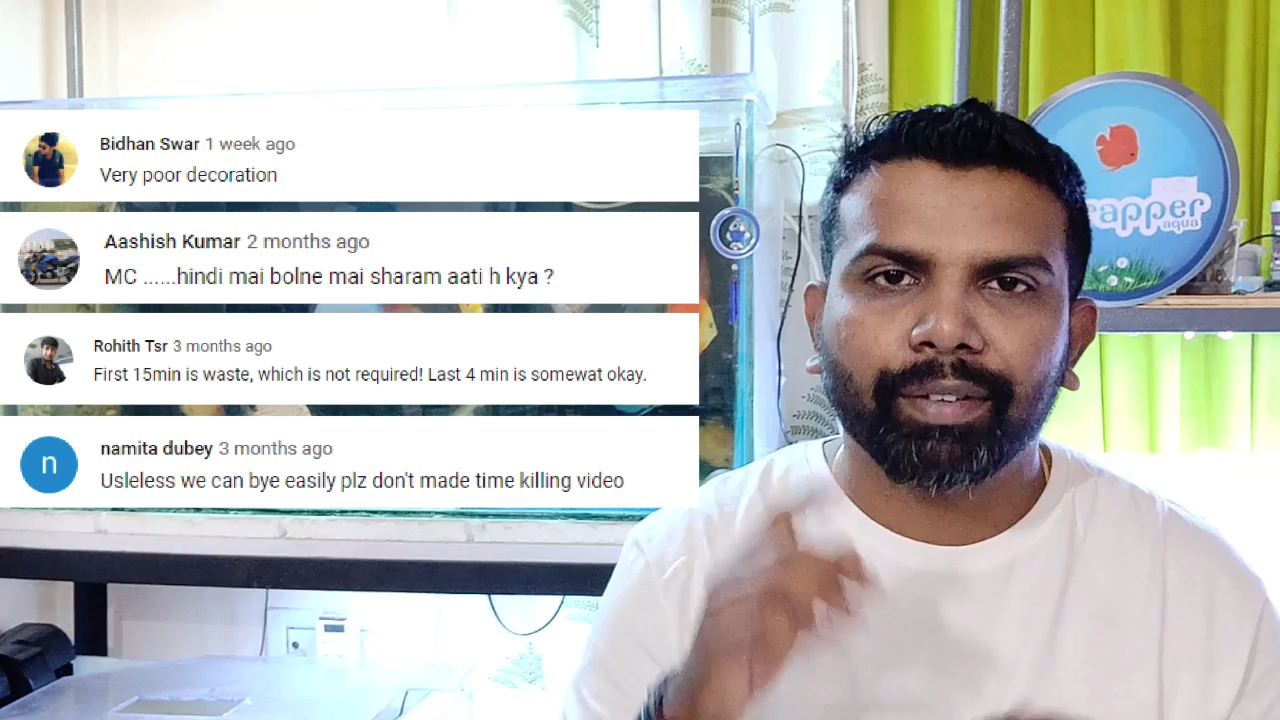 Bidhan Swar 1 week ago
Very poor decoration
Aashish Kumar 2 months ago
MC ......hindi mai bolne mai sharam aati h kya ?
Rohith Tsr 3 months ago
First 15min is waste, which is not required! Last 4 min is somewat okay.
n
namita dubey 3 months ago
Usleless we can bye easily plz don't made time killing video
rapper
aqua